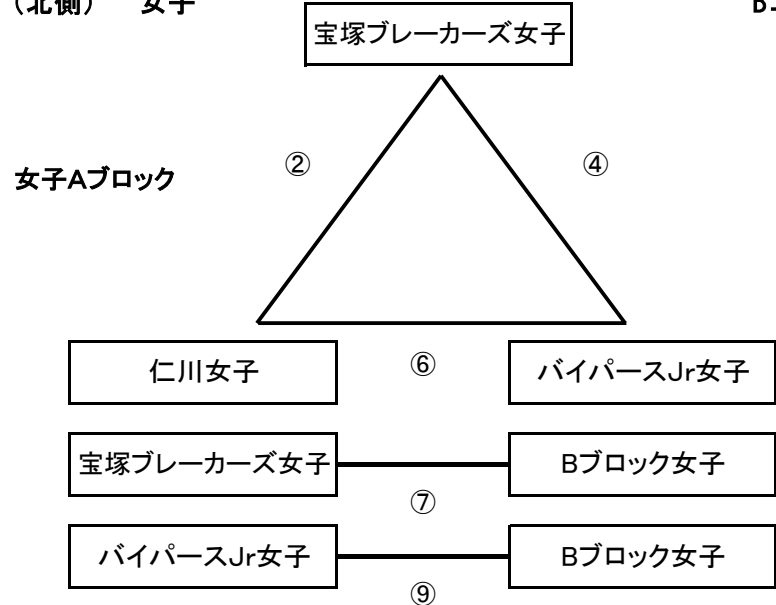 (北側) 女子
宝塚ブレーカーズ女子
女子Aブロック
②
④
仁川女子
⑥
バイパースJr女子
宝塚ブレーカーズ女子
Bブロック女子
⑦
バイパースJr女子
Bブロック女子
⑨